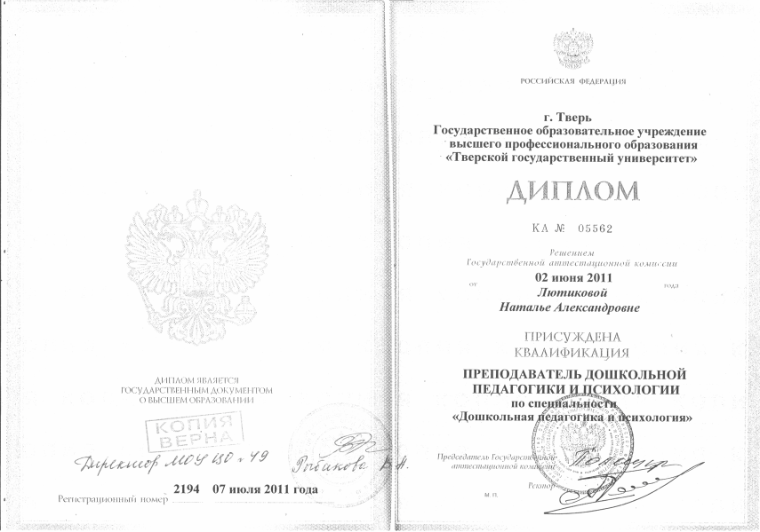 ДИПЛОМ ЯВЛЯЕТСЯ
ГОСУДАРСТВЕННЫМ ДОКУМЕНТОМ
О ВЫСШЕМ ОБРАЗОВАНИИ
КОПИЯ
ВЕРНА
Директор МОУ ЦО № 49 Рыбакова В.А.
Регистрационный номер 2194 07 июля 2011 года
РОССИЙСКАЯ ФЕДЕРАЦИЯ
г. Тверь
Государственное образовательное учреждение
высшего профессионального образования
«Тверской государственный университет»
ДИПЛОМ
КА № 05562
Решением
Государственной аттестационной комиссии
от 02 июня 2011 года
Лютиковой
Наталье Александровне
ПРИСУЖДЕНА
КВАЛИФИКАЦИЯ
ПРЕПОДАВАТЕЛЬ ДОШКОЛЬНОЙ
ПЕДАГОГИКИ И ПСИХОЛОГИИ
по специальности
«Дошкольная педагогика и психология»
Председатель Государственной
аттестационной комиссии
Ректор
М.П.